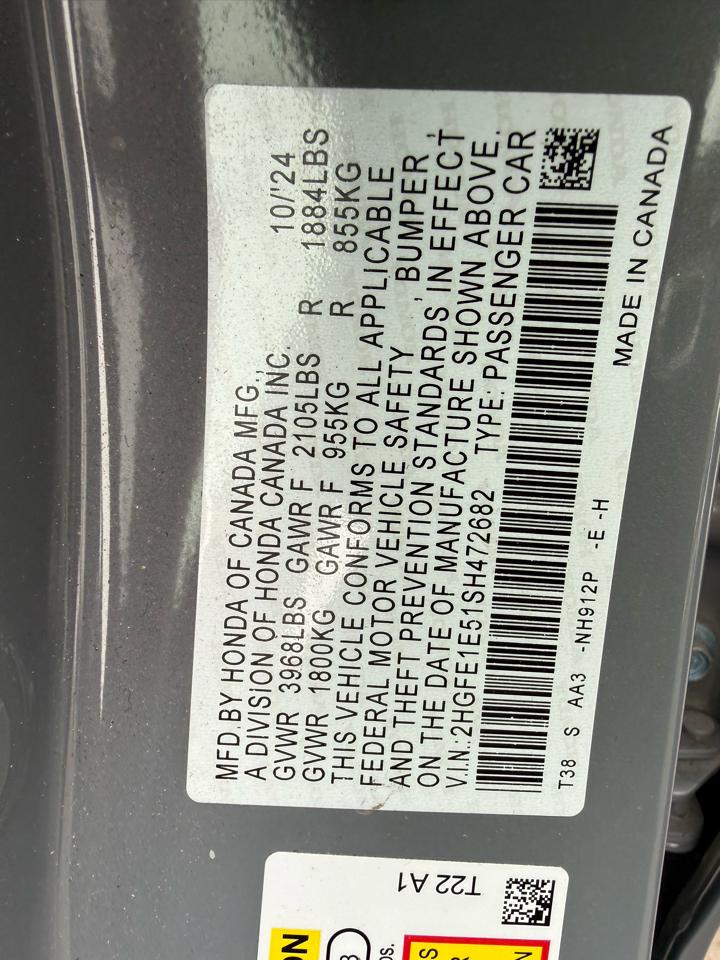 MFD.BY HONDA OF CANADA MFG.,
A DIVISION OF HONDA CANADA INC. 10/'24
GVWR 3968LBS GAWR F 2105LBS R 1884LBS
GVWR 1800KG GAWR F 955KG R 855KG
THIS VEHICLE CONFORMS TO ALL APPLICABLE
FEDERAL MOTOR VEHICLE SAFETY , BUMPER ,
AND THEFT PREVENTION STANDARDS IN EFFECT
ON THE DATE OF MANUFACTURE SHOWN ABOVE.
V.I.N.:2HGFE1E51SH472682 TYPE: PASSENGER CAR
T38 S AA3 -NH912P -E -H
MADE IN CANADA
T22 A1